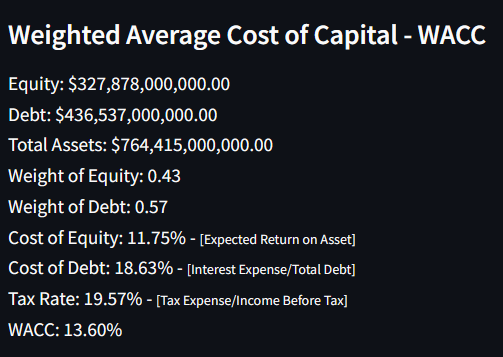 Weighted Average Cost of Capital - WACC
Equity: $327,878,000,000.00
Debt: $436,537,000,000.00
Total Assets: $764,415,000,000.00
Weight of Equity: 0.43
Weight of Debt: 0.57
Cost of Equity: 11.75% - [Expected Return on Asset]
Cost of Debt: 18.63% - [Interest Expense/Total Debt]
Tax Rate: 19.57% - [Tax Expense/Income Before Tax]
WACC: 13.60%